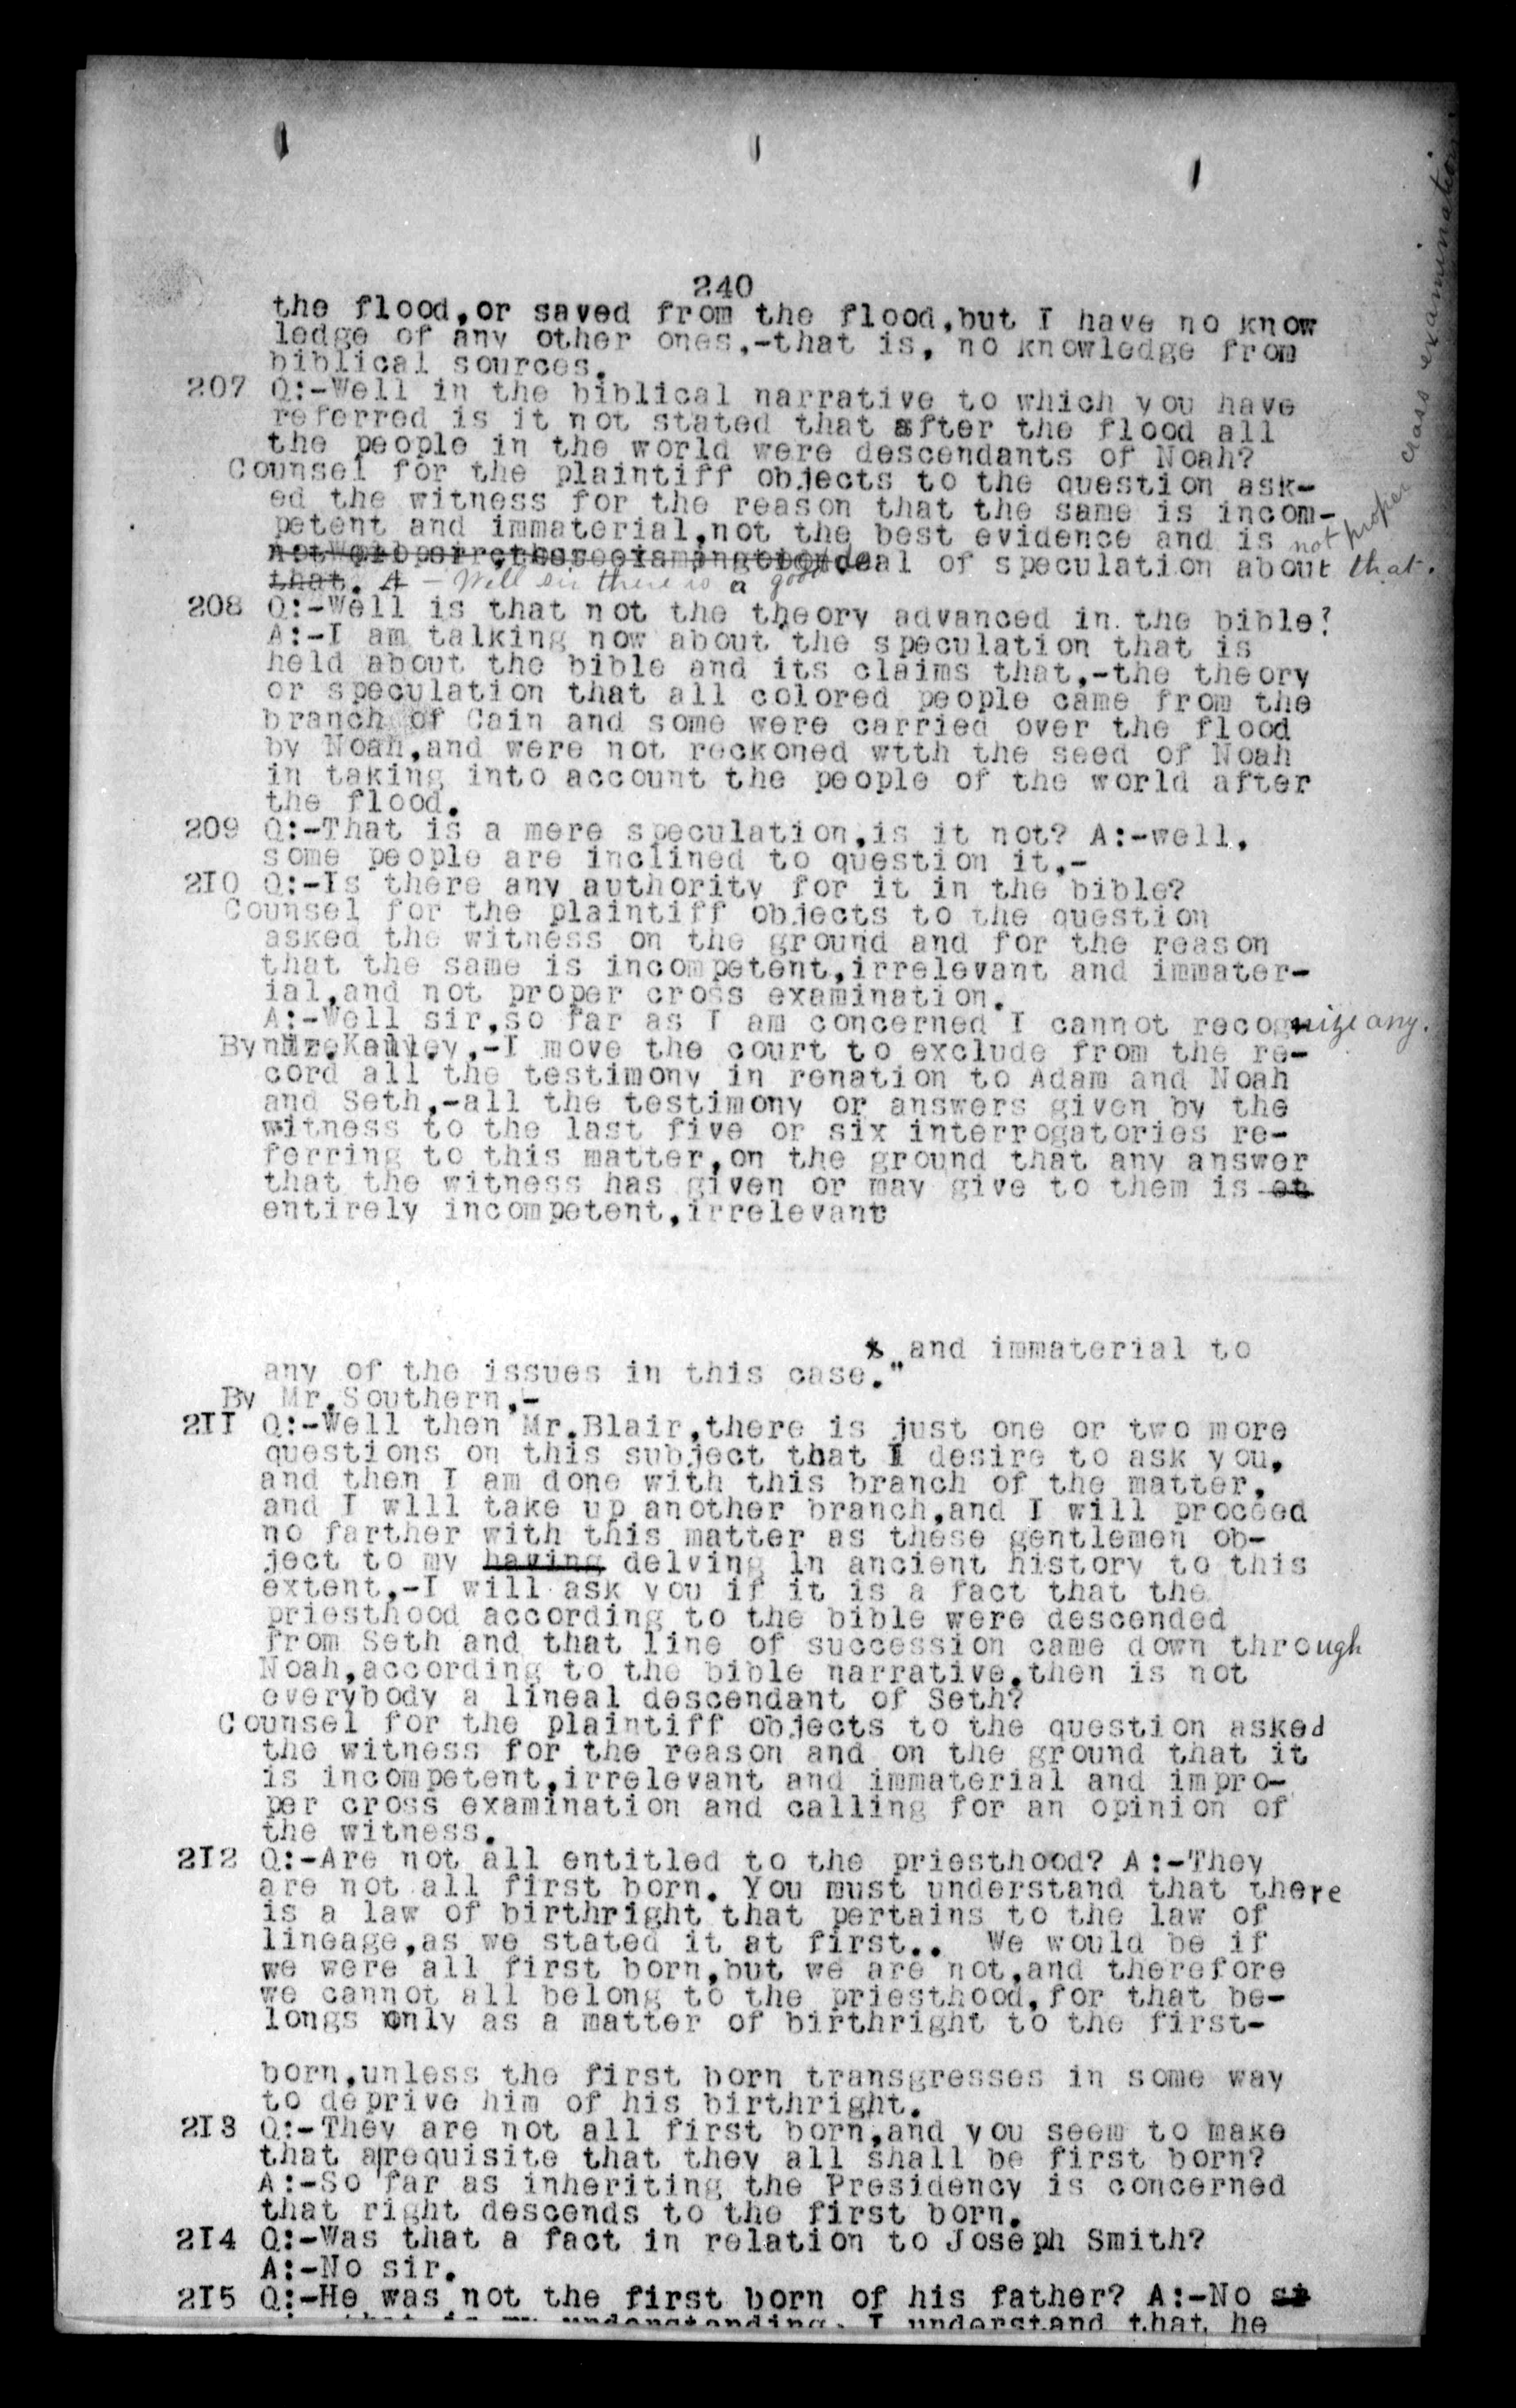 240
the flood,or saved from the flood,but I have no know
ledge of any other ones,-that is, no knowledge from
biblical sources.
207 Q:-Well in the biblical narrative to which you have
referred is it not stated that after the flood all
the people in the world were descendants of Noah?
Counsel for the plaintiff objects to the question ask-
ed the witness for the reason that the same is incom-
petent and immaterial,not the best evidence and is not proper cross examination.
deal of speculation about that.
that. A - Well sir there is a good
208 Q:-Well is that not the theory advanced in the bible?
A:-I am talking now about the speculation that is
held about the bible and its claims that,-the theory
or speculation that all colored people came from the
branch of Cain and some were carried over the flood
by Noah,and were not reckoned wtth the seed of Noah
in taking into account the people of the world after
the flood.
209 Q:-That is a mere speculation,is it not? A:-well,
some people are inclined to question it,-
2I0 Q:-Is there any authority for it in the bible?
Counsel for the plaintiff objects to the question
asked the witness on the ground and for the reason
that the same is incompetent,irrelevant and immater-
ial,and not proper cross examination.
A:-Well sir,so far as I am concerned I cannot recognize any.
By Mr.Kelley,-I move the court to exclude from the re-
cord all the testimony in renation to Adam and Noah
and Seth,-all the testimony or answers given by the
witness to the last five or six interrogatories re-
ferring to this matter,on the ground that any answer
that the witness has given or may give to them is et
entirely incompetent,irrelevant
and immaterial to
any of the issues in this case."
By Mr.Southern,-
2II Q:-Well then Mr.Blair,there is just one or two more
questions on this subject that I desire to ask you,
and then I am done with this branch of the matter,
and I wlll take up another branch,and I will proceed
no farther with this matter as these gentlemen ob-
ject to my having delving ln ancient history to this
extent,-I will ask you if it is a fact that the
priesthood according to the bible were descended
from Seth and that line of succession came down through
Noah,according to the bible narrative,then is not
everybody a lineal descendant of Seth?
Counsel for the plaintiff objects to the question asked
the witness for the reason and on the ground that it
is incompetent,irrelevant and immaterial and impro-
per cross examination and calling for an opinion of
the witness.
2I2 Q:-Are not all entitled to the priesthood? A:-They
are not all first born. You must understand that there
is a law of birthright that pertains to the law of
lineage,as we stated it at first.. We would be if
we were all first born,but we are not,and therefore
we cannot all belong to the priesthood,for that be-
longs only as a matter of birthright to the first-
born,unless the first born transgresses in some way
to deprive him of his birthright.
2I3 Q:-They are not all first born,and you seem to make
that a|requisite that they all shall be first born?
A:-So far as inheriting the Presidency is concerned
that right descends to the first born.
2I4 Q:-Was that a fact in relation to Joseph Smith?
A:-No sir.
2I5 Q:-He was not the first born of his father? A:-No si
that is my understanding. I understand that he